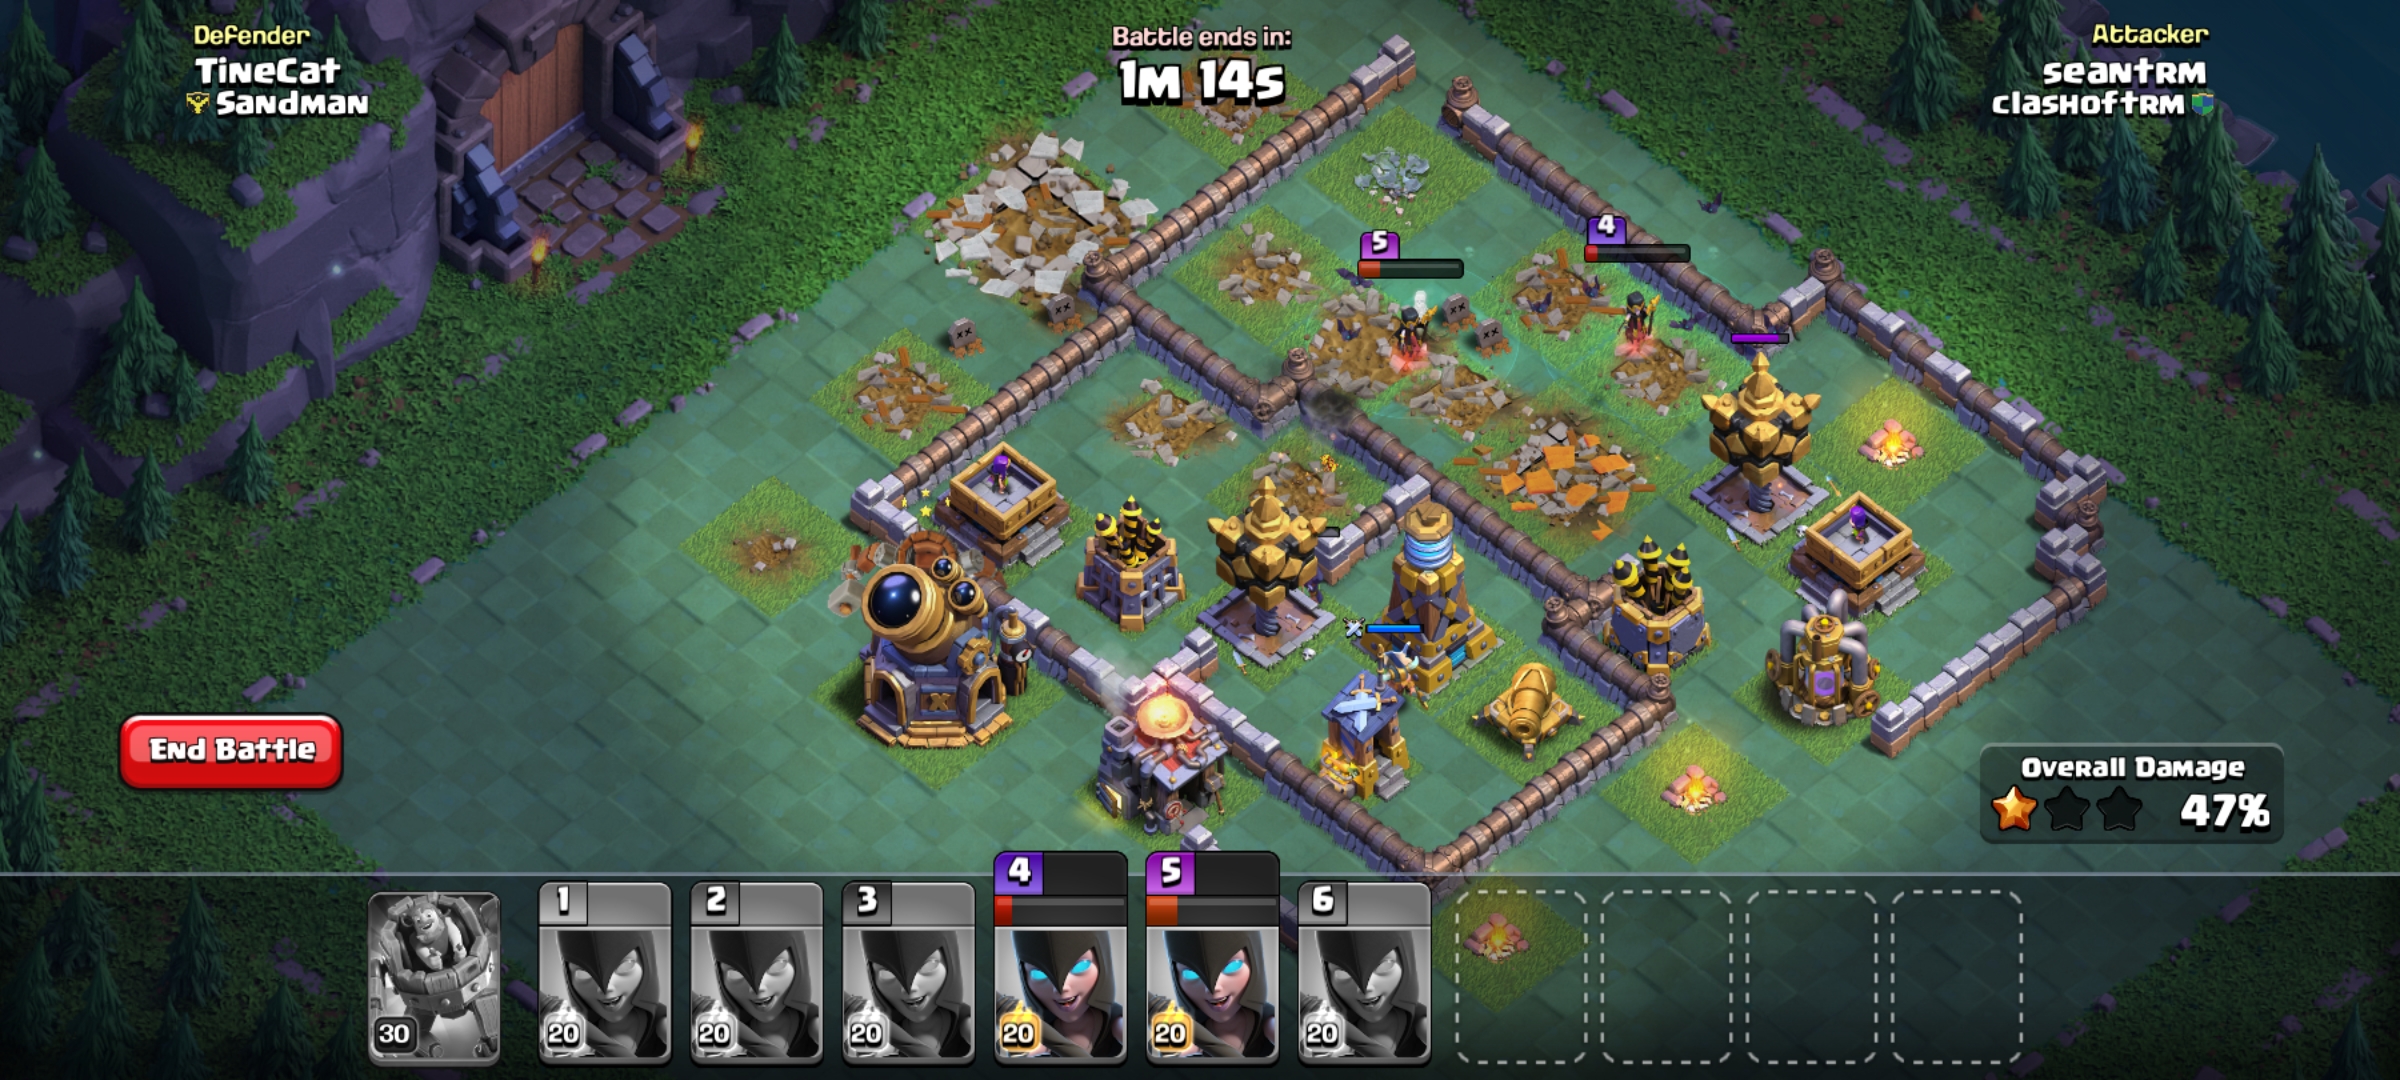 Defender
TineCat
Sandman
Battle ends in:
1m 14s
Attacker
seantrm
clashoftrm
5
4
End Battle
Overall Damage
47%
1
2
3
4
5
6
30
20
20
20
20
20
20